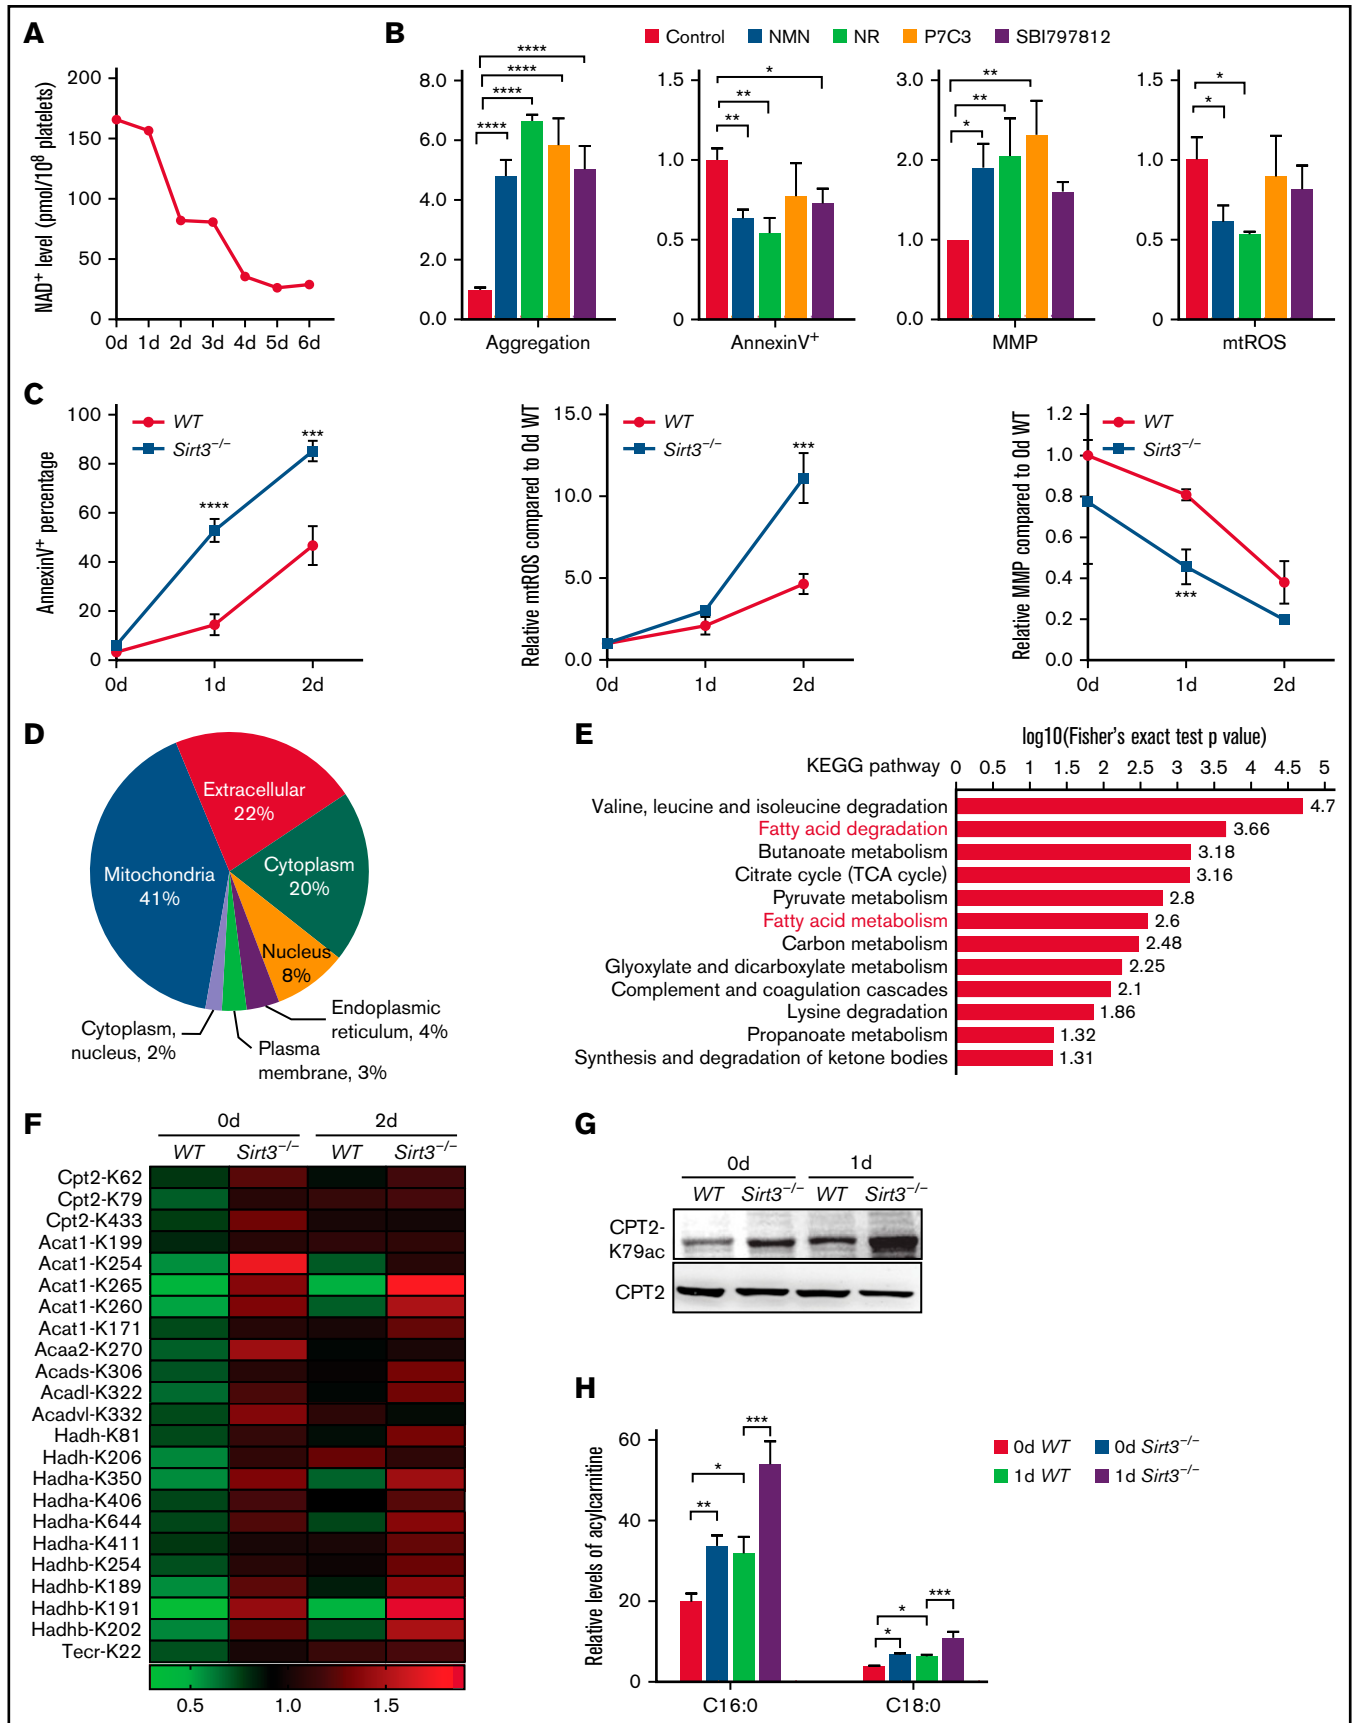 A
NAD+ level (pmol/10⁸ platelets)
200
150
100
50
0
0d 1d 2d 3d 4d 5d 6d
B
Control NMN NR P7C3 SBI797812
8.0
6.0
4.0
2.0
0.0
****
****
****
****
Aggregation
1.5
1.0
0.5
0
*
**
**
AnnexinV+
3.0
2.0
1.0
0.0
**
**
*
MMP
1.5
1.0
0.5
0
*
*
mtROS
C
AnnexinV+ percentage
100
80
60
40
20
0
WT
Sirt3−/−
****
***
0d 1d 2d
Relative mtROS compared to 0d WT
15.0
10.0
5.0
0.0
WT
Sirt3−/−
***
0d 1d 2d
Relative MMP compared to 0d WT
1.2
1.0
0.8
0.6
0.4
0.2
0.0
WT
Sirt3−/−
***
0d 1d 2d
D
Extracellular
22%
Cytoplasm
20%
Mitochondria
41%
Nucleus
8%
Endoplasmic
reticulum, 4%
Cytoplasm,
nucleus, 2%
Plasma
membrane, 3%
E
log10(Fisher's exact test p value)
KEGG pathway 0 0.5 1 1.5 2 2.5 3 3.5 4 4.5 5
Valine, leucine and isoleucine degradation 4.7
Fatty acid degradation 3.66
Butanoate metabolism 3.18
Citrate cycle (TCA cycle) 3.16
Pyruvate metabolism 2.8
Fatty acid metabolism 2.6
Carbon metabolism 2.48
Glyoxylate and dicarboxylate metabolism 2.25
Complement and coagulation cascades 2.1
Lysine degradation 1.86
Propanoate metabolism 1.32
Synthesis and degradation of ketone bodies 1.31
F
0d 2d
WT Sirt3−/− WT Sirt3−/−
Cpt2-K62
Cpt2-K79
Cpt2-K433
Acat1-K199
Acat1-K254
Acat1-K265
Acat1-K260
Acat1-K171
Acaa2-K270
Acads-K306
Acadl-K322
Acadvl-K332
Hadh-K81
Hadh-K206
Hadha-K350
Hadha-K406
Hadha-K644
Hadha-K411
Hadhb-K254
Hadhb-K189
Hadhb-K191
Hadhb-K202
Tecr-K22
0.5 1.0 1.5
G
0d 1d
WT Sirt3−/− WT Sirt3−/−
CPT2-
K79ac
CPT2
H
Relative levels of acylcarnitine
60
40
20
0
**
*
***
*
*
***
C16:0 C18:0
0d WT 0d Sirt3−/−
1d WT 1d Sirt3−/−